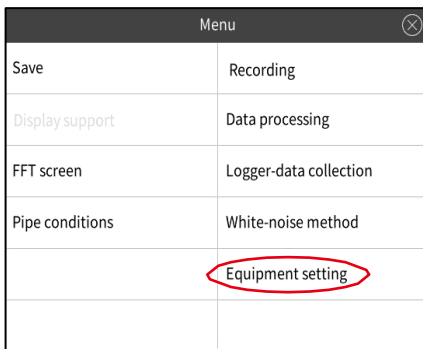 Menu
Save
Recording
Display support
Data processing
FFT screen
Logger-data collection
Pipe conditions
White-noise method
Equipment setting